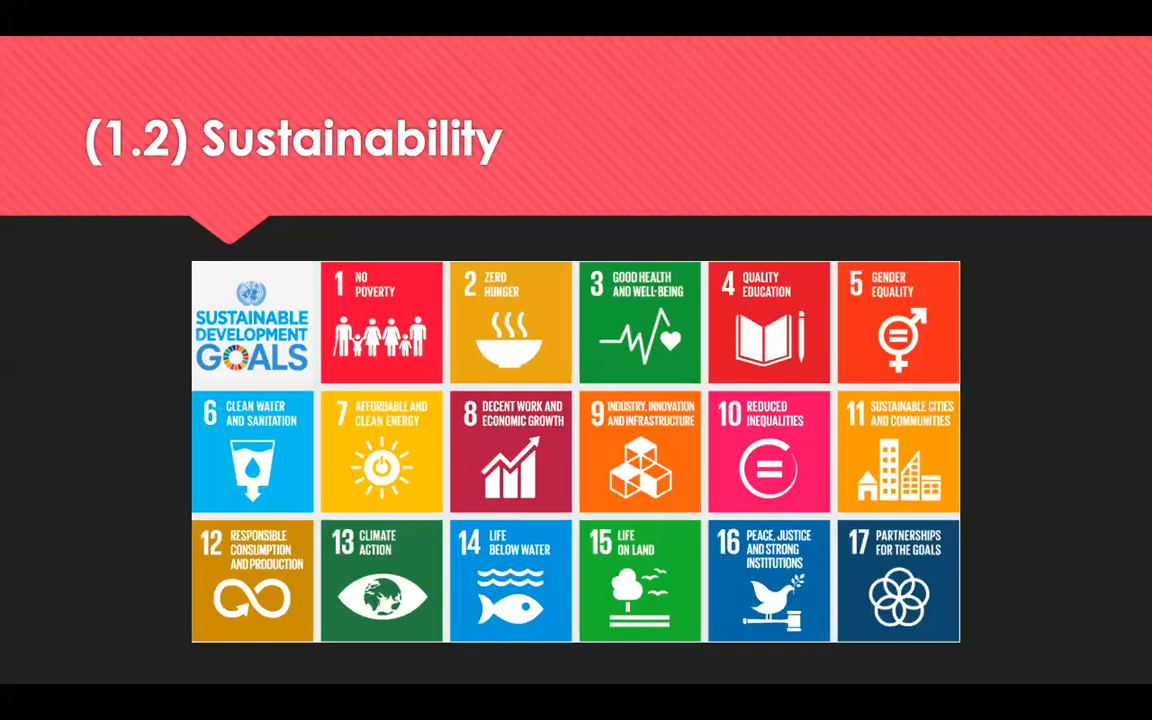 (1.2) Sustainability
SUSTAINABLE
DEVELOPMENT
GOALS
1 NO
POVERTY
2 ZERO
HUNGER
3 GOOD HEALTH
AND WELL-BEING
4 QUALITY
EDUCATION
5 GENDER
EQUALITY
6 CLEAN WATER
AND SANITATION
7 AFFORDABLE AND
CLEAN ENERGY
8 DECENT WORK AND
ECONOMIC GROWTH
9 INDUSTRY, INNOVATION
AND INFRASTRUCTURE
10 REDUCED
INEQUALITIES
11 SUSTAINABLE CITIES
AND COMMUNITIES
12 RESPONSIBLE
CONSUMPTION
AND PRODUCTION
13 CLIMATE
ACTION
14 LIFE
BELOW WATER
15 LIFE
ON LAND
16 PEACE, JUSTICE
AND STRONG
INSTITUTIONS
17 PARTNERSHIPS
FOR THE GOALS